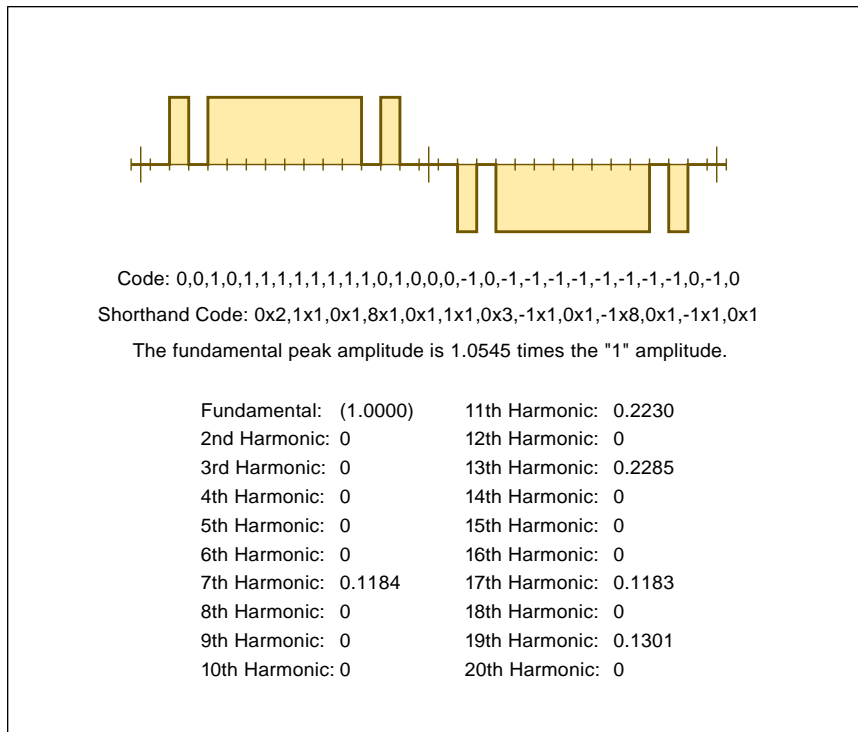 Code: 0,0,1,0,1,1,1,1,1,1,1,1,0,1,0,0,0,-1,0,-1,-1,-1,-1,-1,-1,-1,-1,0,-1,0
Shorthand Code: 0x2,1x1,0x1,8x1,0x1,1x1,0x3,-1x1,0x1,-1x8,0x1,-1x1,0x1
The fundamental peak amplitude is 1.0545 times the "1" amplitude.
Fundamental: (1.0000) 11th Harmonic: 0.2230
2nd Harmonic: 0 12th Harmonic: 0
3rd Harmonic: 0 13th Harmonic: 0.2285
4th Harmonic: 0 14th Harmonic: 0
5th Harmonic: 0 15th Harmonic: 0
6th Harmonic: 0 16th Harmonic: 0
7th Harmonic: 0.1184 17th Harmonic: 0.1183
8th Harmonic: 0 18th Harmonic: 0
9th Harmonic: 0 19th Harmonic: 0.1301
10th Harmonic: 0 20th Harmonic: 0